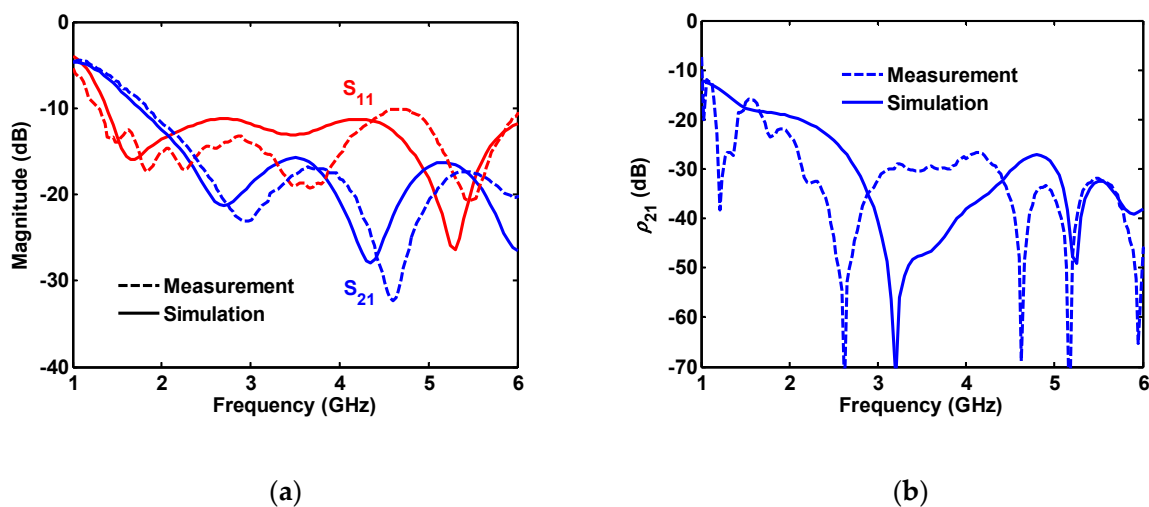 0
-10
-20
-30
-40
Magnitude (dB)
S11
S21
Measurement
Simulation
1 2 3 4 5 6
Frequency (GHz)
(a)
0
-10
-20
-30
-40
-50
-60
-70
ρ21 (dB)
Measurement
Simulation
1 2 3 4 5 6
Frequency (GHz)
(b)